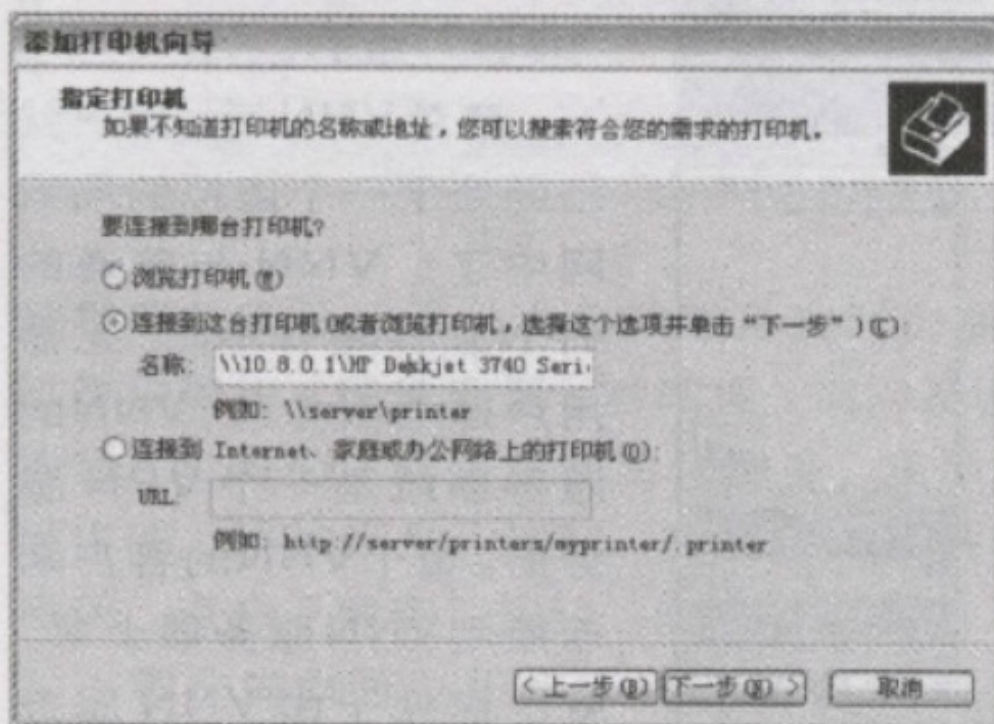 添加打印机向导
指定打印机
如果不知道打印机的名称或地址，您可以搜索符合您的需求的打印机。
要连接到哪台打印机?
浏览打印机(W)
连接到这台打印机(或者浏览打印机，选择这个选项并单击“下一步”)(C):
名称: \\10.8.0.1\HP Deskjet 3740 Seri
例如: \\server\printer
连接到 Internet、家庭或办公网络上的打印机(O):
URL:
例如: http://server/printers/myprinter/.printer
< 上一步(B) 下一步(N) > 取消